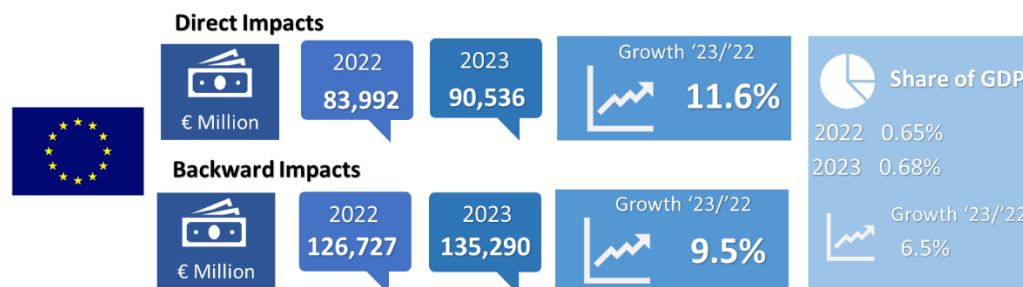 Direct Impacts
€ Million
2022
83,992
2023
90,536
Growth ‘23/’22
11.6%
Backward Impacts
€ Million
2022
126,727
2023
135,290
Growth ‘23/’22
9.5%
Share of GDP
2022 0.65%
2023 0.68%
Growth ‘23/’22
6.5%